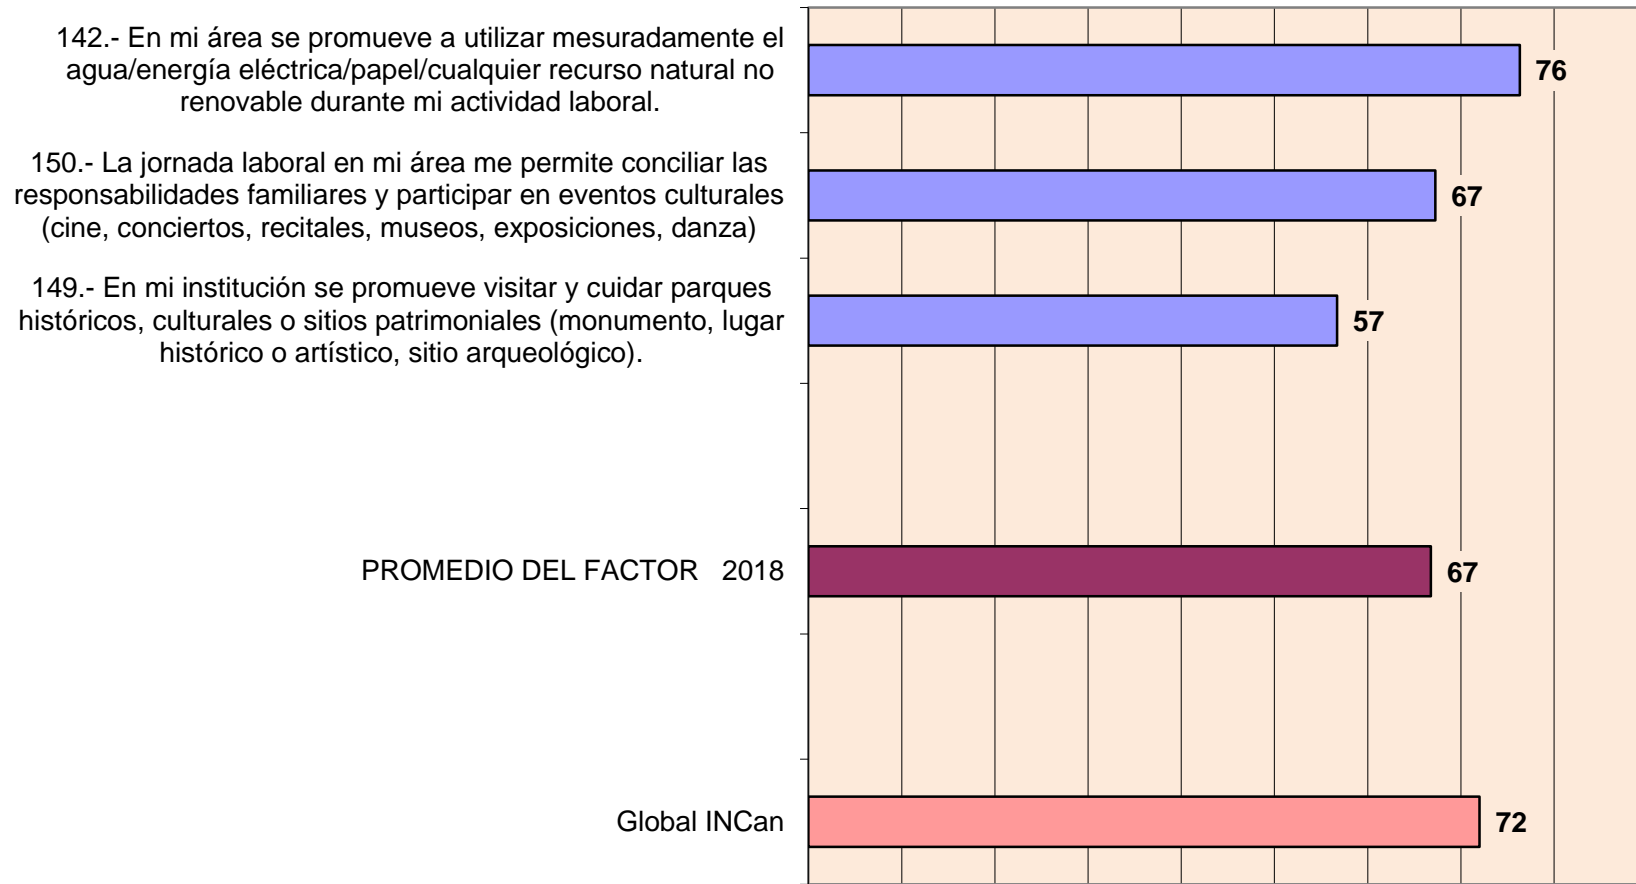 142.- En mi área se promueve a utilizar mesuradamente el
agua/energía eléctrica/papel/cualquier recurso natural no
renovable durante mi actividad laboral.
76
150.- La jornada laboral en mi área me permite conciliar las
responsabilidades familiares y participar en eventos culturales
(cine, conciertos, recitales, museos, exposiciones, danza)
67
149.- En mi institución se promueve visitar y cuidar parques
históricos, culturales o sitios patrimoniales (monumento, lugar
histórico o artístico, sitio arqueológico).
57
PROMEDIO DEL FACTOR   2018
67
Global INCan
72